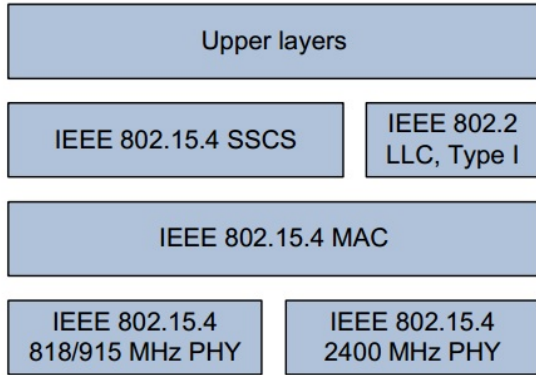 Upper layers
IEEE 802.15.4 SSCS
IEEE 802.2
LLC, Type I
IEEE 802.15.4 MAC
IEEE 802.15.4
818/915 MHz PHY
IEEE 802.15.4
2400 MHz PHY